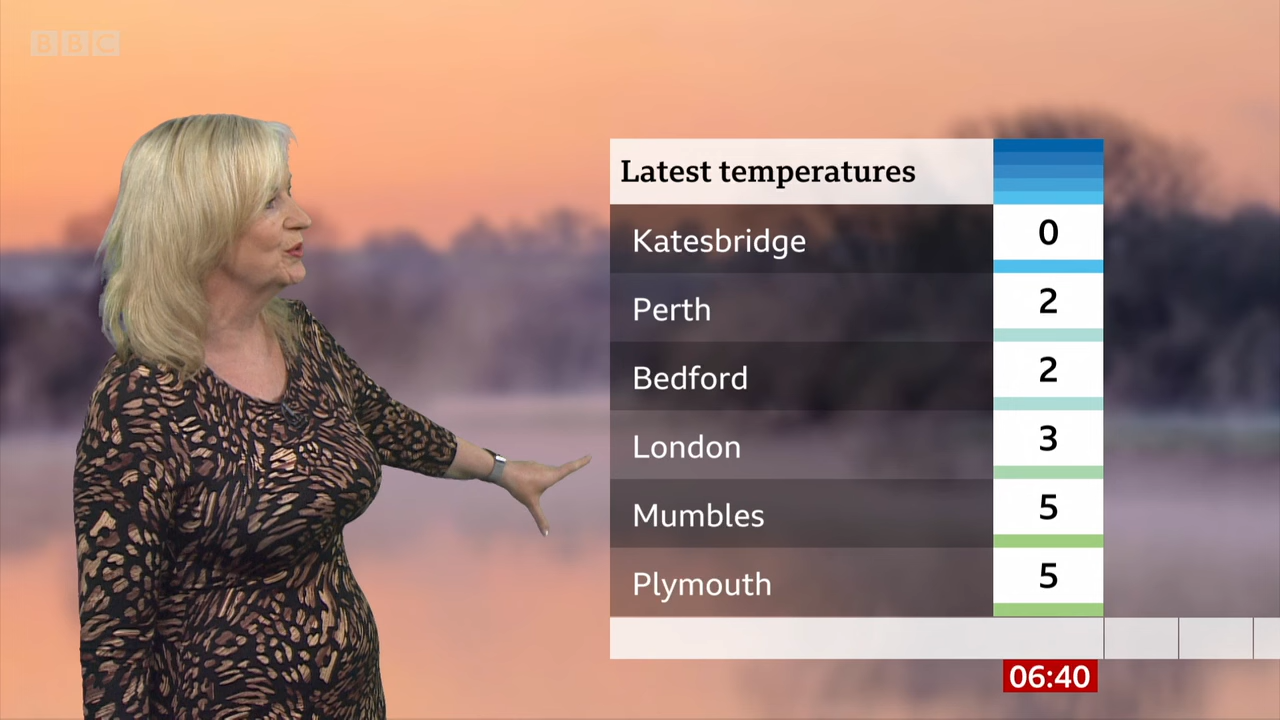 BBC
Latest temperatures
Katesbridge 0
Perth 2
Bedford 2
London 3
Mumbles 5
Plymouth 5
06:40